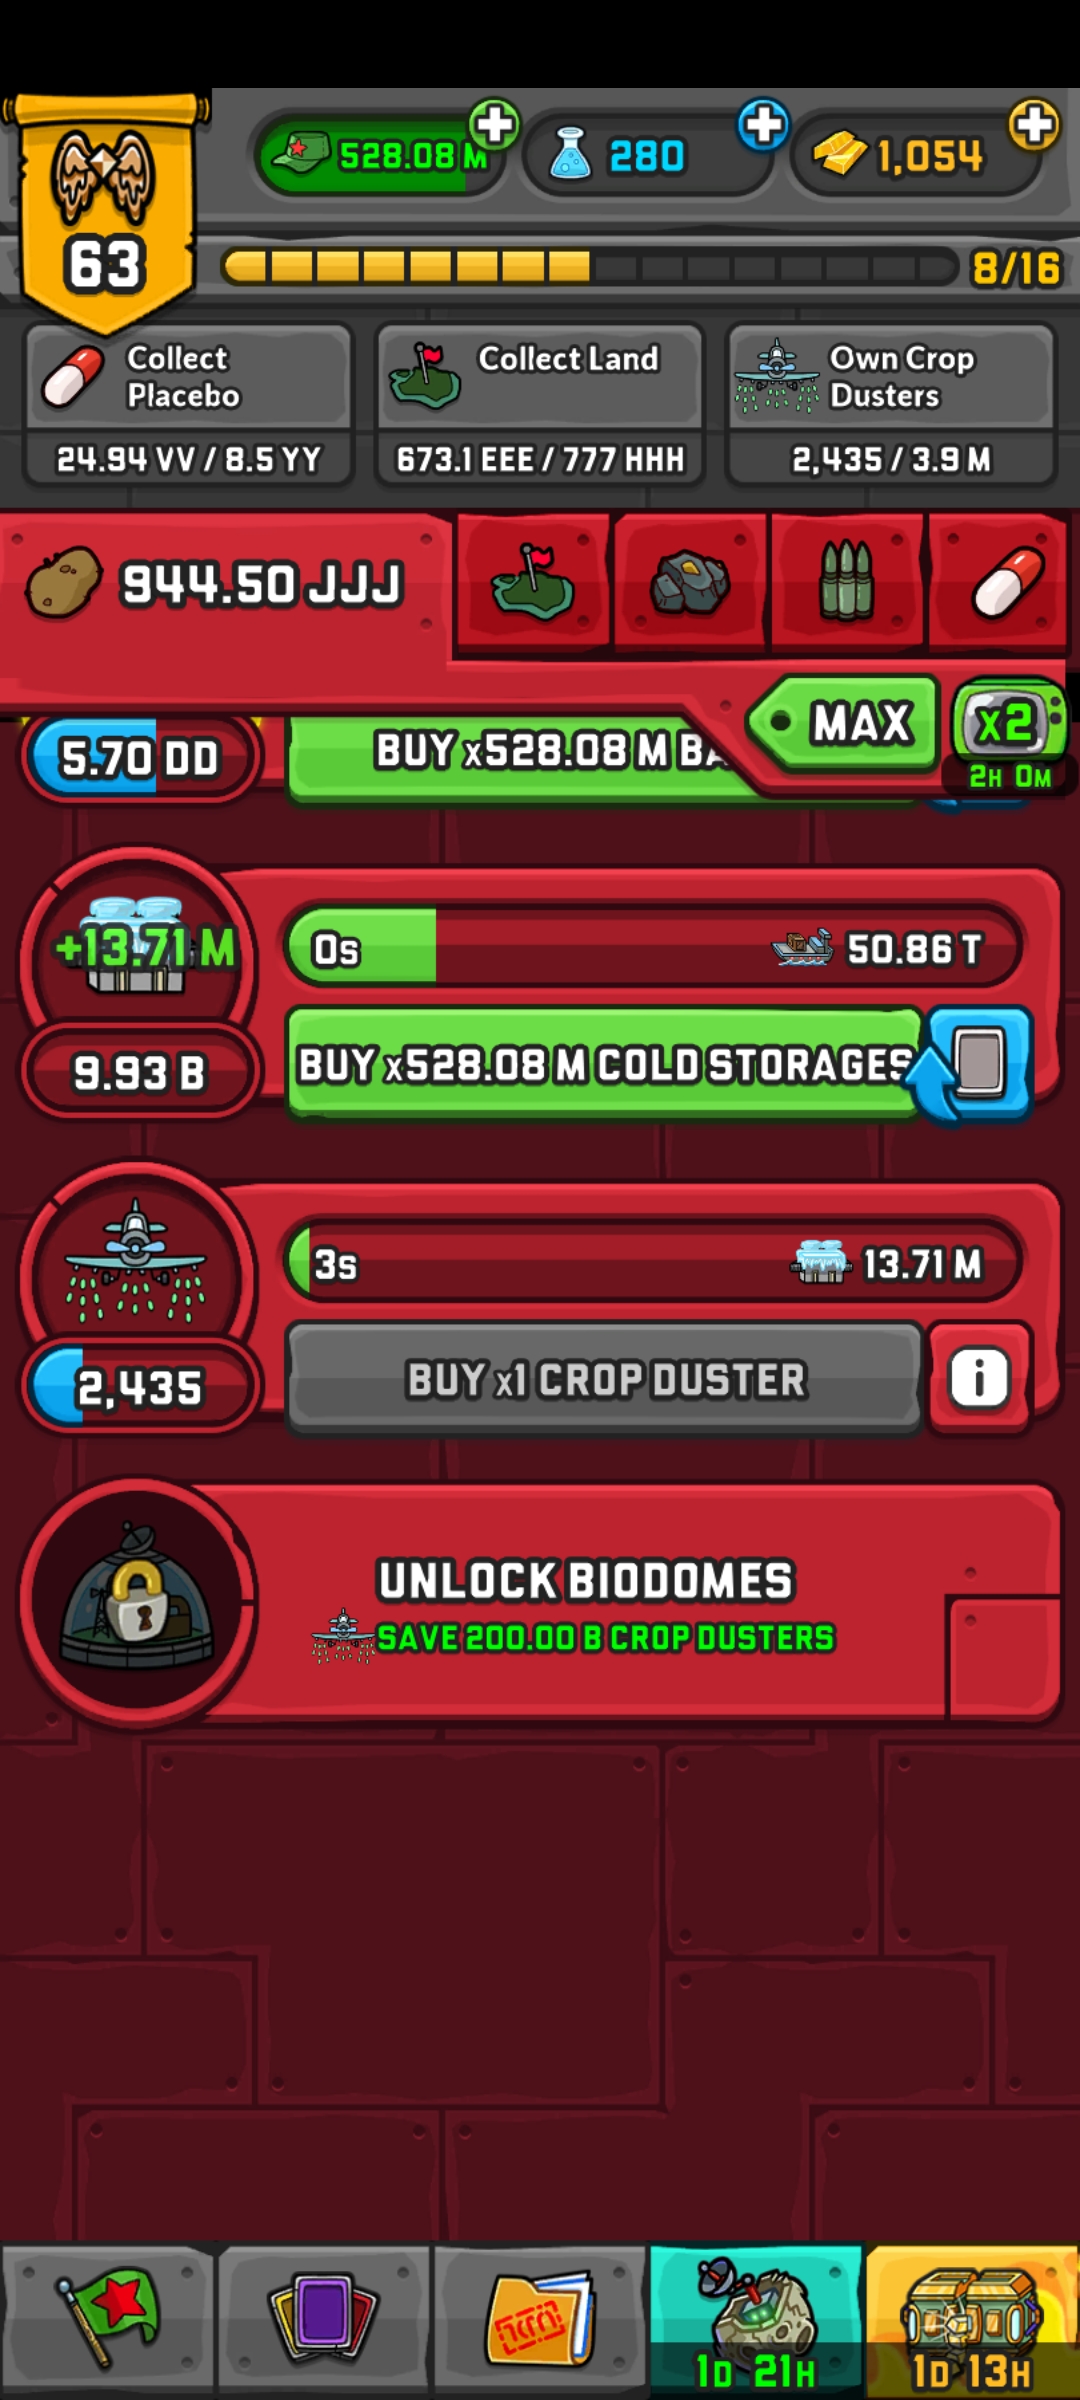 528.08 M
280
1,054
63
8/16
Collect Placebo
24.94 VV / 8.5 YY
Collect Land
673.1 EEE / 777 HHH
Own Crop Dusters
2,435 / 3.9 M
944.50 JJJ
MAX
x2
2H 0M
5.70 DD
BUY x528.08 M BA
+13.71 M
0s
50.86 T
9.93 B
BUY x528.08 M COLD STORAGES
3s
13.71 M
2,435
BUY x1 CROP DUSTER
i
UNLOCK BIODOMES
SAVE 200.00 B CROP DUSTERS
1D 21H
1D 13H